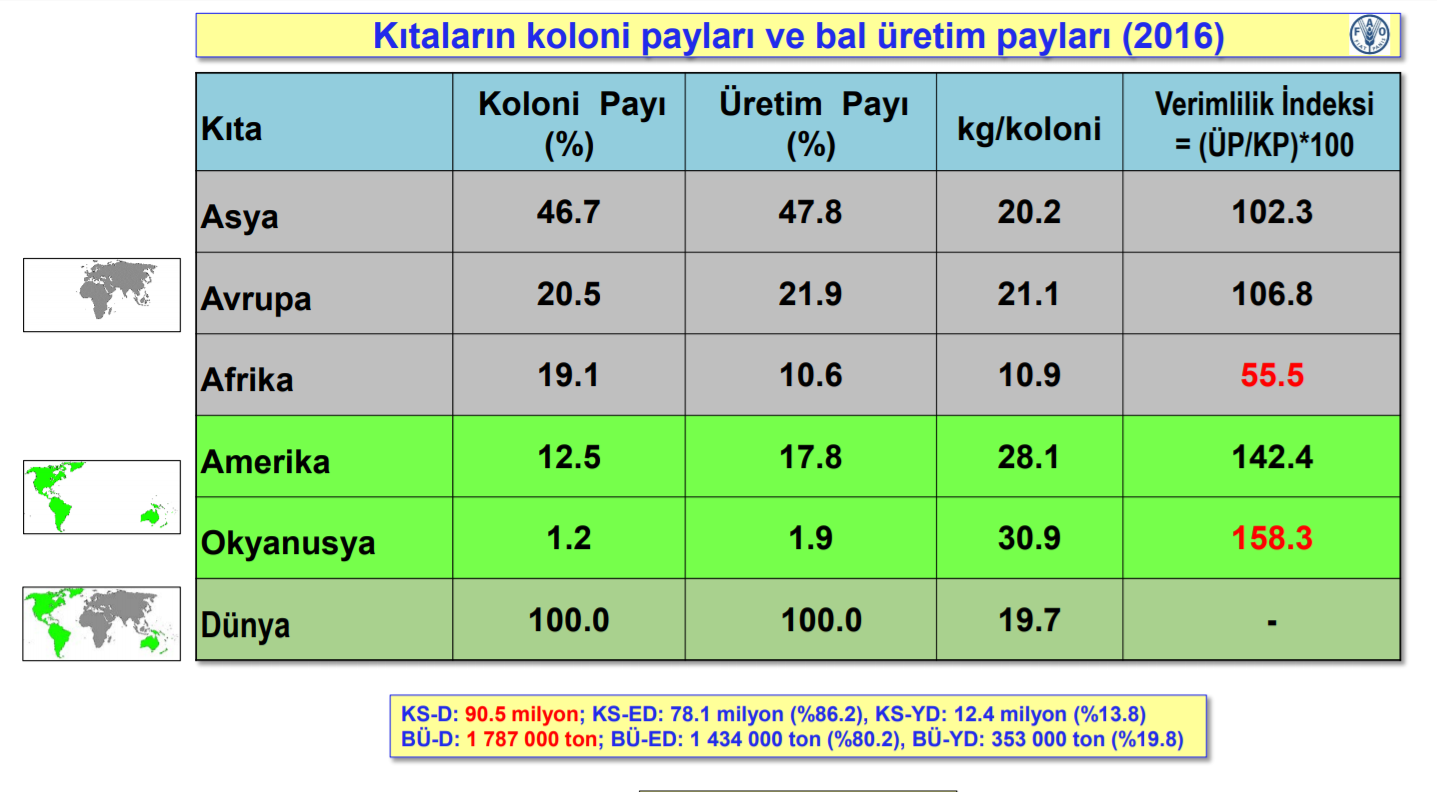 Kıtaların koloni payları ve bal üretim payları (2016)
F A O
FIAT PANIS
Kıta
Koloni Payı
(%)
Üretim Payı
(%)
kg/koloni
Verimlilik İndeksi
= (ÜP/KP)*100
Asya 46.7 47.8 20.2 102.3
Avrupa 20.5 21.9 21.1 106.8
Afrika 19.1 10.6 10.9 55.5
Amerika 12.5 17.8 28.1 142.4
Okyanusya 1.2 1.9 30.9 158.3
Dünya 100.0 100.0 19.7 -
KS-D: 90.5 milyon; KS-ED: 78.1 milyon (%86.2), KS-YD: 12.4 milyon (%13.8)
BÜ-D: 1 787 000 ton; BÜ-ED: 1 434 000 ton (%80.2), BÜ-YD: 353 000 ton (%19.8)